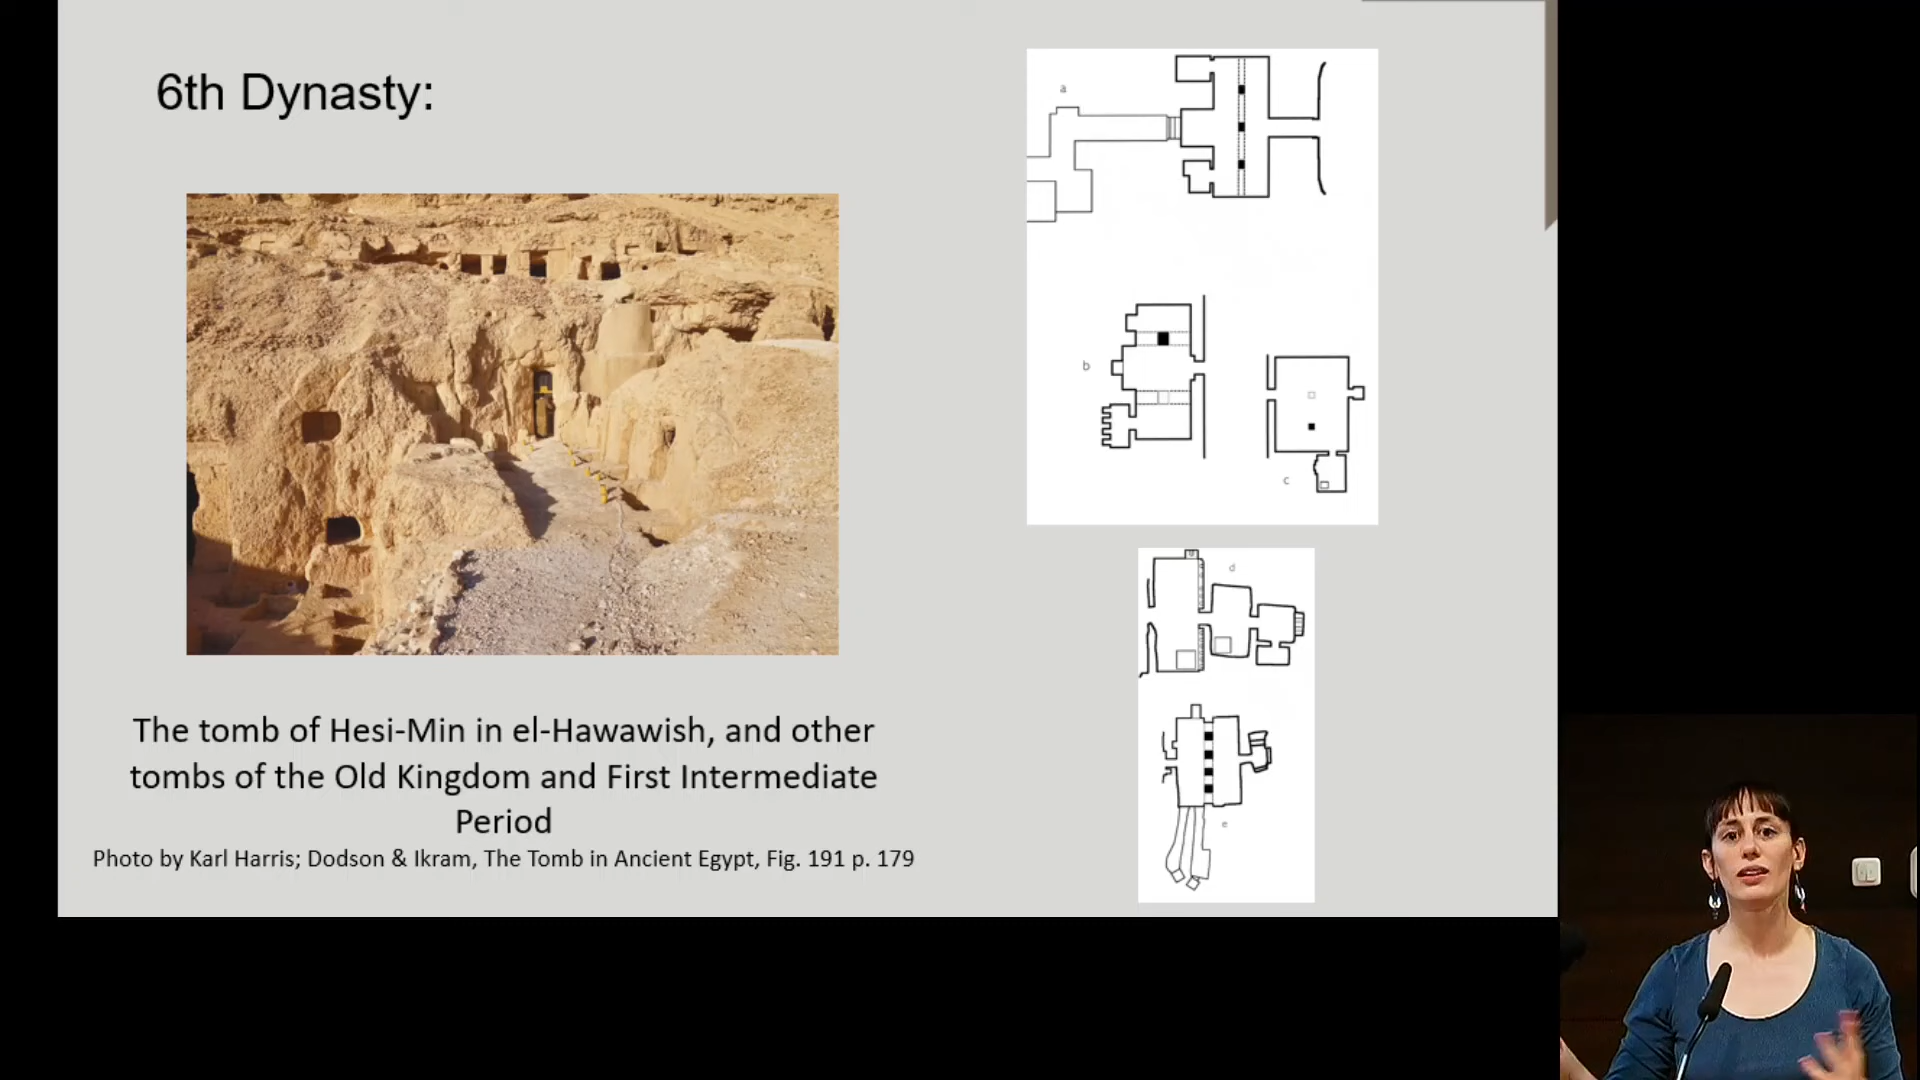 6th Dynasty:
The tomb of Hesi-Min in el-Hawawish, and other
tombs of the Old Kingdom and First Intermediate
Period
Photo by Karl Harris; Dodson & Ikram, The Tomb in Ancient Egypt, Fig. 191 p. 179
a
b
c
d
e